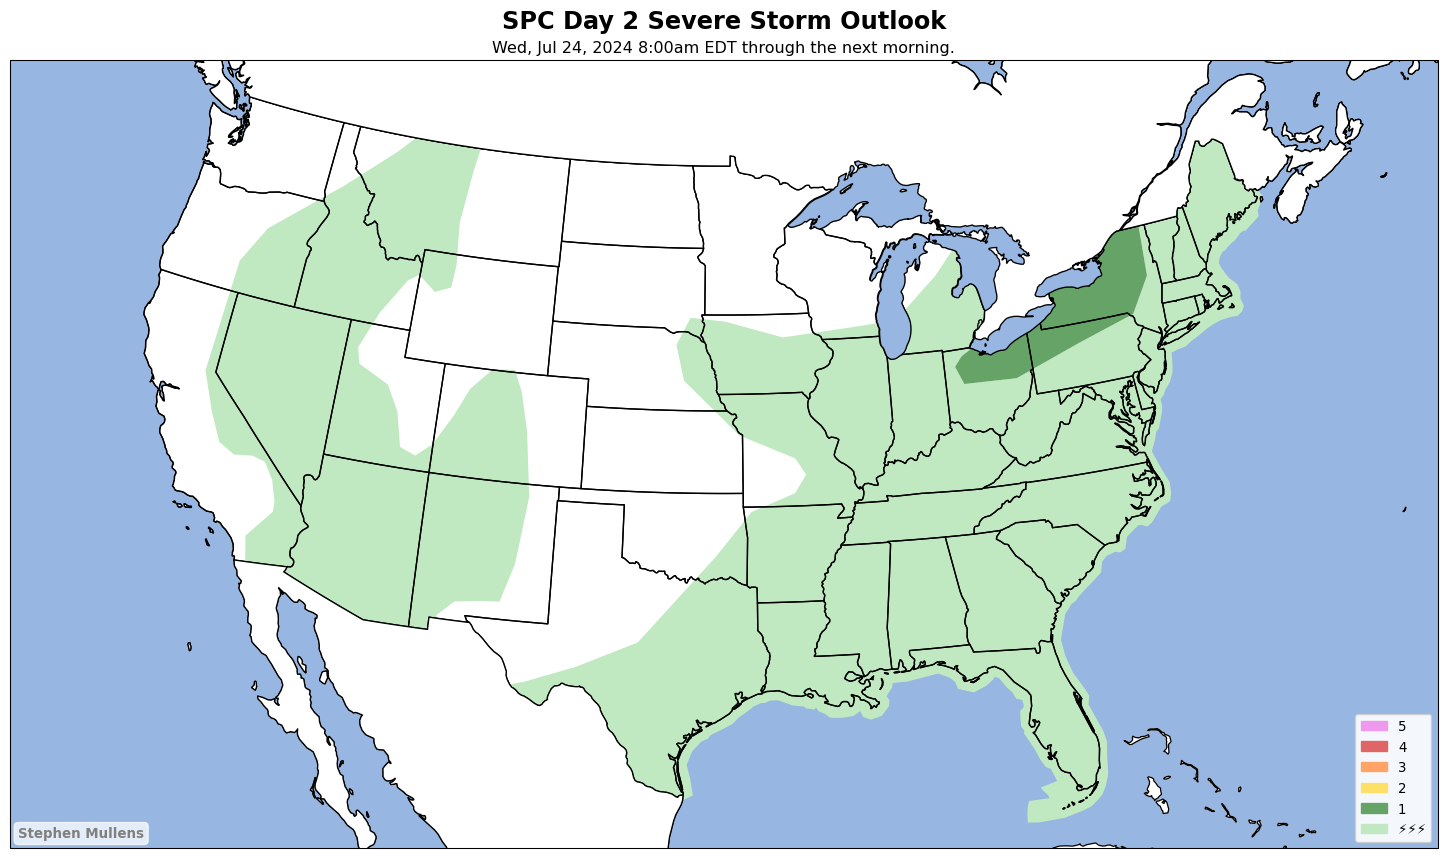 SPC Day 2 Severe Storm Outlook
Wed, Jul 24, 2024 8:00am EDT through the next morning.
5
4
3
2
1
⚡⚡⚡
Stephen Mullens